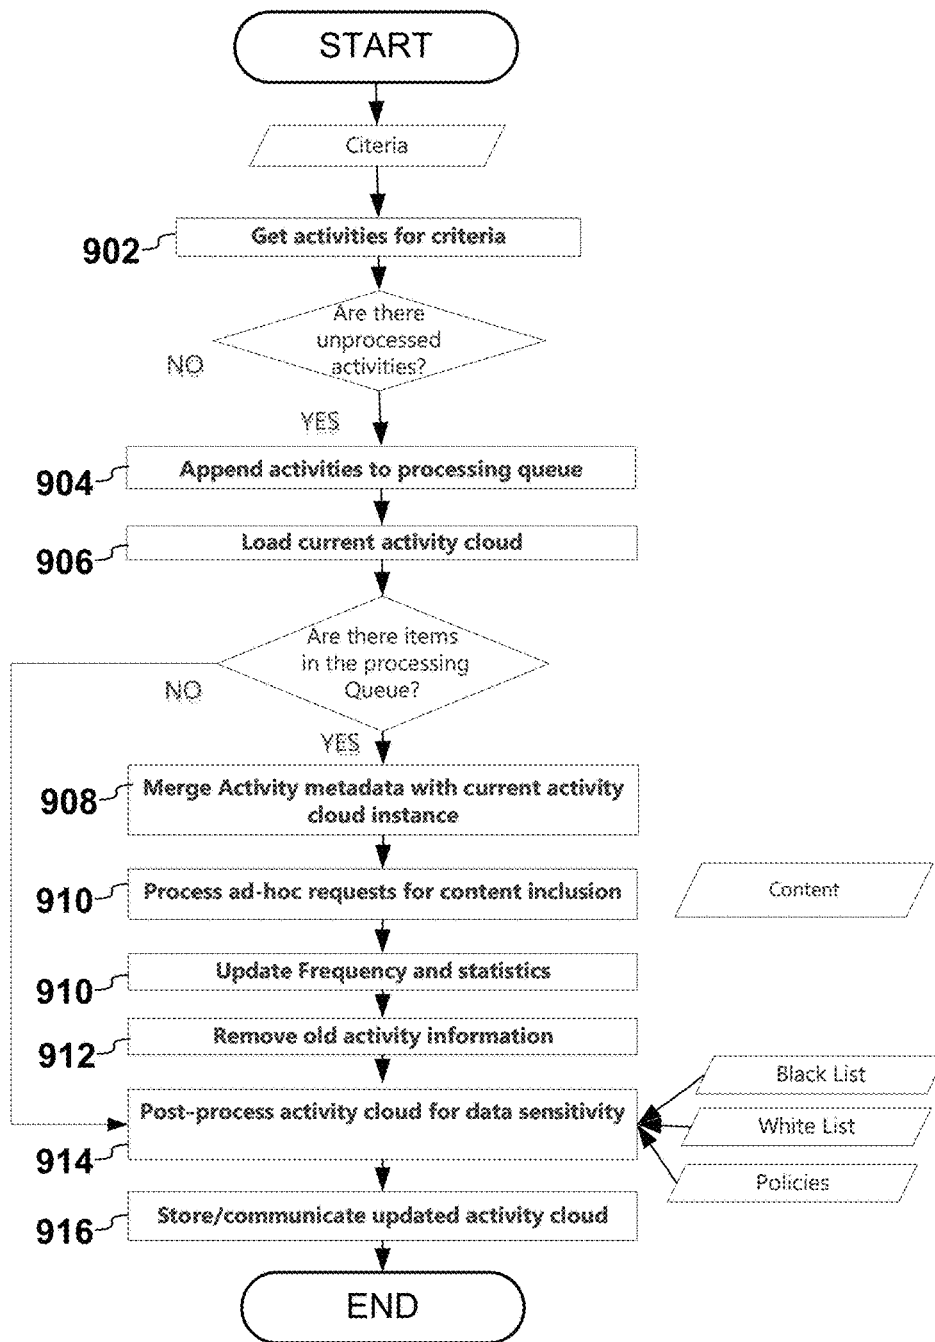 START
Citeria
902
Get activities for criteria
Are there
unprocessed
activities?
NO
YES
904
Append activities to processing queue
906
Load current activity cloud
Are there items
in the processing
Queue?
NO
YES
908
Merge Activity metadata with current activity
cloud instance
910
Process ad-hoc requests for content inclusion
Content
910
Update Frequency and statistics
912
Remove old activity information
Black List
914
Post-process activity cloud for data sensitivity
White List
Policies
916
Store/communicate updated activity cloud
END